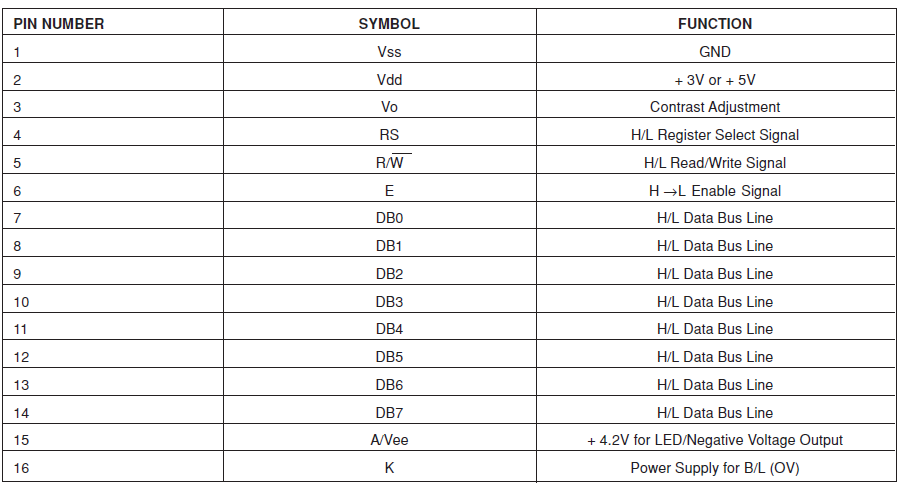 PIN NUMBER SYMBOL FUNCTION
1 Vss GND
2 Vdd + 3V or + 5V
3 Vo Contrast Adjustment
4 RS H/L Register Select Signal
5 R/W̅ H/L Read/Write Signal
6 E H →L Enable Signal
7 DB0 H/L Data Bus Line
8 DB1 H/L Data Bus Line
9 DB2 H/L Data Bus Line
10 DB3 H/L Data Bus Line
11 DB4 H/L Data Bus Line
12 DB5 H/L Data Bus Line
13 DB6 H/L Data Bus Line
14 DB7 H/L Data Bus Line
15 A/Vee + 4.2V for LED/Negative Voltage Output
16 K Power Supply for B/L (OV)